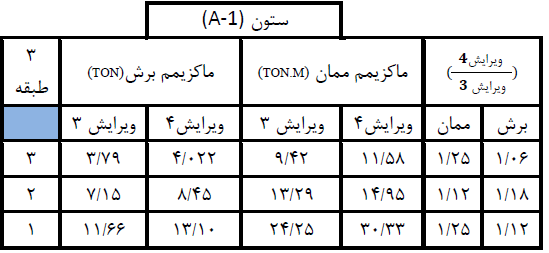 ستون (A-1)
۳ طبقه | ماکزیمم برش(TON) | ماکزیمم ممان (TON.M) | (ویرایش 4 / ویرایش 3)
ویرایش ۳ | ویرایش۴ | ویرایش ۳ | ویرایش۴ | ممان | برش
۳ | ۳/۷۹ | ۴/۰۲۲ | ۹/۴۲ | ۱۱/۵۸ | ۱/۲۵ | ۱/۰۶
۲ | ۷/۱۵ | ۸/۴۵ | ۱۳/۲۹ | ۱۴/۹۵ | ۱/۱۲ | ۱/۱۸
۱ | ۱۱/۶۶ | ۱۳/۱۰ | ۲۴/۲۵ | ۳۰/۳۳ | ۱/۲۵ | ۱/۱۲